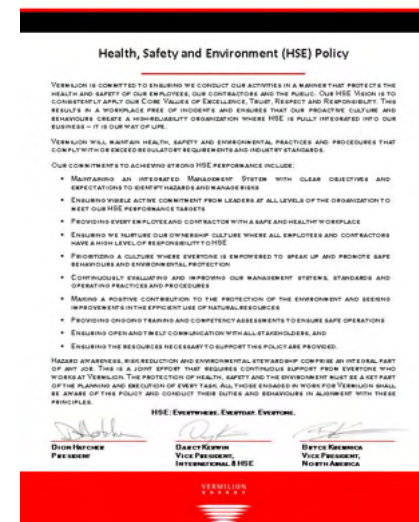 Health, Safety and Environment (HSE) Policy
VERMILION IS COMMITTED TO ENSURING WE CONDUCT OUR ACTIVITIES IN A MANNER THAT PROTECTS THE
HEALTH AND SAFETY OF OUR EMPLOYEES, OUR CONTRACTORS AND THE PUBLIC. OUR HSE VISION IS TO
CONSISTENTLY APPLY OUR CORE VALUES OF EXCELLENCE, TRUST, RESPECT AND RESPONSIBILITY. THIS
RESULTS IN A WORKPLACE FREE OF INCIDENTS AND ENSURES THAT OUR PROACTIVE CULTURE AND
BEHAVIOURS CREATE A HIGH-RELIABILITY ORGANIZATION WHERE HSE IS FULLY INTEGRATED INTO OUR
BUSINESS – IT IS OUR WAY OF LIFE.
VERMILION WILL MAINTAIN HEALTH, SAFETY AND ENVIRONMENTAL PRACTICES AND PROCEDURES THAT
COMPLY WITH OR EXCEED REGULATORY REQUIREMENTS AND INDUSTRY STANDARDS.
OUR COMMITMENTS TO ACHIEVING STRONG HSE PERFORMANCE INCLUDE:
• MAINTAINING AN INTEGRATED MANAGEMENT SYSTEM WITH CLEAR OBJECTIVES AND
EXPECTATIONS TO IDENTIFY HAZARDS AND MANAGE RISKS
• ENSURING VISIBLE ACTIVE COMMITMENT FROM LEADERS AT ALL LEVELS OF THE ORGANIZATION TO
MEET OUR HSE PERFORMANCE TARGETS
• PROVIDING EVERY EMPLOYEE AND CONTRACTOR WITH A SAFE AND HEALTHY WORKPLACE
• ENSURING WE NURTURE OUR OWNERSHIP CULTURE WHERE ALL EMPLOYEES AND CONTRACTORS
HAVE A HIGH LEVEL OF RESPONSIBILITY TO HSE
• PRIORITIZING A CULTURE WHERE EVERYONE IS EMPOWERED TO SPEAK UP AND PROMOTE SAFE
BEHAVIOURS AND ENVIRONMENTAL PROTECTION
• CONTINUOUSLY EVALUATING AND IMPROVING OUR MANAGEMENT SYSTEMS, STANDARDS AND
OPERATING PRACTICES AND PROCEDURES
• MAKING A POSITIVE CONTRIBUTION TO THE PROTECTION OF THE ENVIRONMENT AND SEEKING
IMPROVEMENTS IN THE EFFICIENT USE OF NATURAL RESOURCES
• PROVIDING ONGOING TRAINING AND COMPETENCY ASSESSMENTS TO ENSURE SAFE OPERATIONS
• ENSURING OPEN AND TIMELY COMMUNICATION WITH ALL STAKEHOLDERS, AND
• ENSURING THE RESOURCES NECESSARY TO SUPPORT THIS POLICY ARE PROVIDED.
HAZARD AWARENESS, RISK REDUCTION AND ENVIRONMENTAL STEWARDSHIP COMPRISE AN INTEGRAL PART
OF ANY JOB. THIS IS A JOINT EFFORT THAT REQUIRES CONTINUOUS SUPPORT FROM EVERYONE WHO
WORKS AT VERMILION. THE PROTECTION OF HEALTH, SAFETY AND THE ENVIRONMENT MUST BE A KEY PART
OF THE PLANNING AND EXECUTION OF EVERY TASK. ALL THOSE ENGAGED IN WORK FOR VERMILION SHALL
BE AWARE OF THIS POLICY AND CONDUCT THEIR DUTIES AND BEHAVIOURS IN ALIGNMENT WITH THESE
PRINCIPLES.
HSE: EVERYWHERE. EVERYDAY. EVERYONE.
DION HATCHER
PRESIDENT
DARCY KERWIN
VICE PRESIDENT,
INTERNATIONAL & HSE
BRYCE KREMNICA
VICE PRESIDENT,
NORTH AMERICA
VERMILION
ENERGY